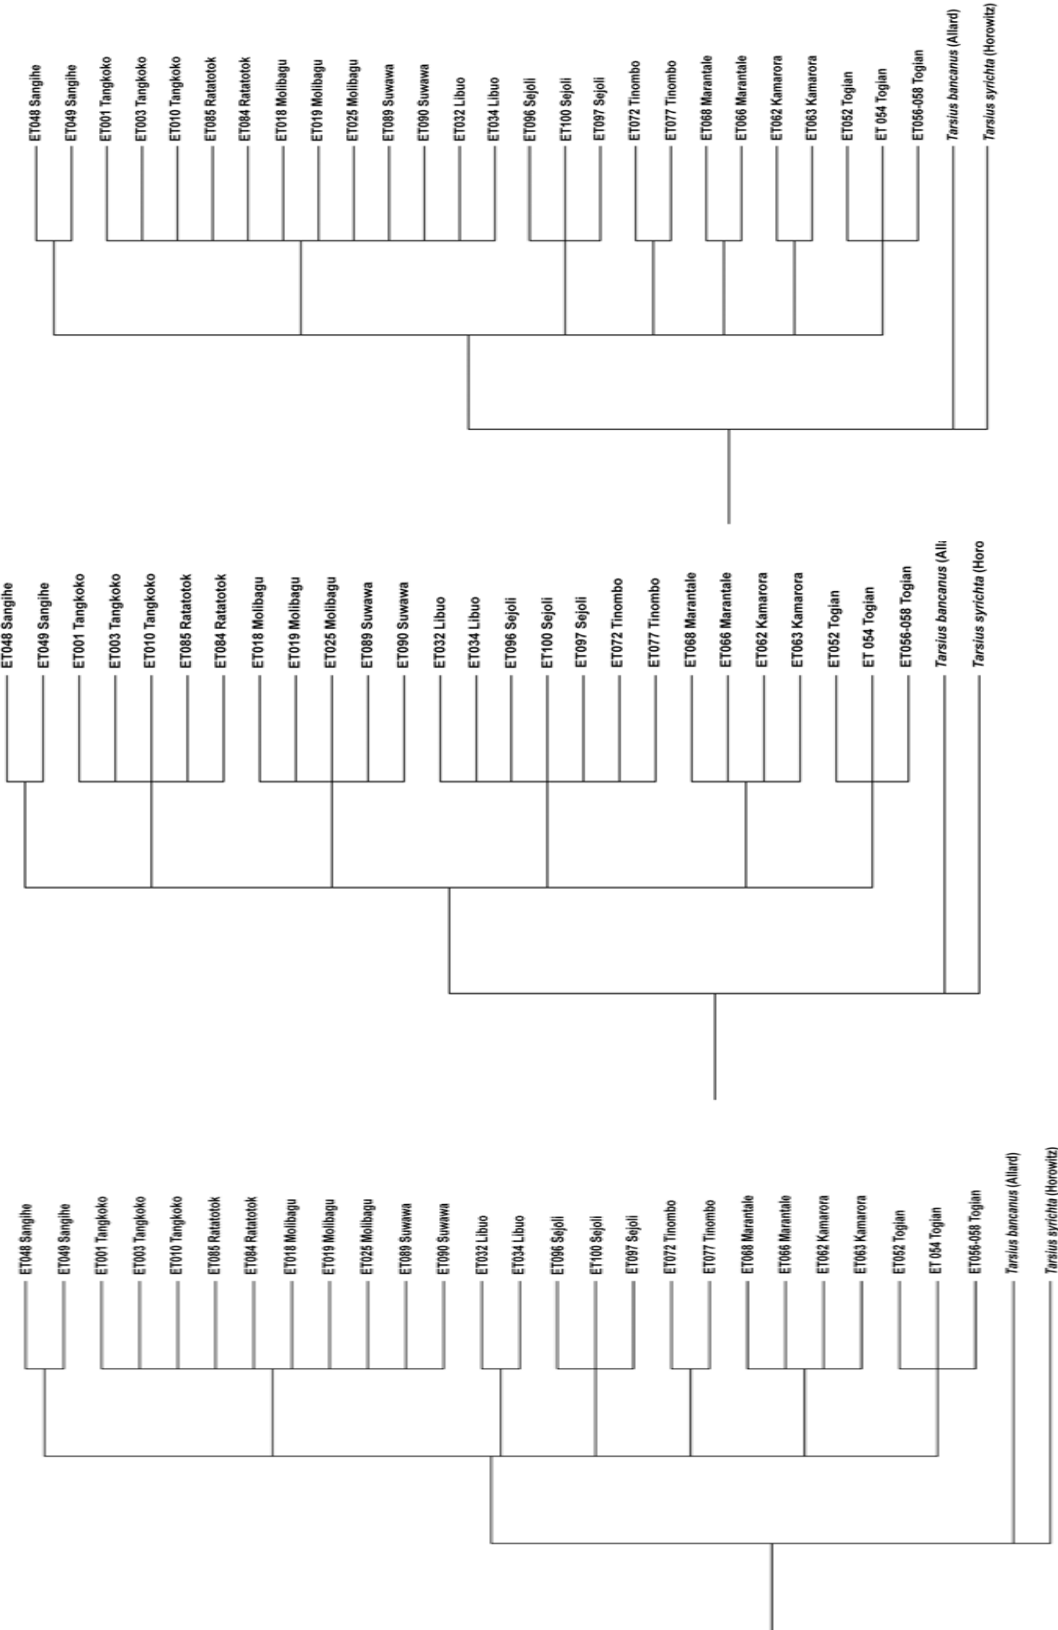 ET048 Sangihe
ET049 Sangihe
ET001 Tangkoko
ET003 Tangkoko
ET010 Tangkoko
ET085 Ratatotok
ET084 Ratatotok
ET018 Molibagu
ET019 Molibagu
ET025 Molibagu
ET089 Suwawa
ET090 Suwawa
ET032 Libuo
ET034 Libuo
ET096 Sejoli
ET100 Sejoli
ET097 Sejoli
ET072 Tinombo
ET077 Tinombo
ET068 Marantale
ET066 Marantale
ET062 Kamarora
ET063 Kamarora
ET052 Togian
ET 054 Togian
ET056-058 Togian
Tarsius bancanus (Allard)
Tarsius syrichta (Horowitz)
ET048 Sangihe
ET049 Sangihe
ET001 Tangkoko
ET003 Tangkoko
ET010 Tangkoko
ET085 Ratatotok
ET084 Ratatotok
ET018 Molibagu
ET019 Molibagu
ET025 Molibagu
ET089 Suwawa
ET090 Suwawa
ET032 Libuo
ET034 Libuo
ET096 Sejoli
ET100 Sejoli
ET097 Sejoli
ET072 Tinombo
ET077 Tinombo
ET068 Marantale
ET066 Marantale
ET062 Kamarora
ET063 Kamarora
ET052 Togian
ET 054 Togian
ET056-058 Togian
Tarsius bancanus (All
Tarsius syrichta (Horo
ET048 Sangihe
ET049 Sangihe
ET001 Tangkoko
ET003 Tangkoko
ET010 Tangkoko
ET085 Ratatotok
ET084 Ratatotok
ET018 Molibagu
ET019 Molibagu
ET025 Molibagu
ET089 Suwawa
ET090 Suwawa
ET032 Libuo
ET034 Libuo
ET096 Sejoli
ET100 Sejoli
ET097 Sejoli
ET072 Tinombo
ET077 Tinombo
ET068 Marantale
ET066 Marantale
ET062 Kamarora
ET063 Kamarora
ET052 Togian
ET 054 Togian
ET056-058 Togian
Tarsius bancanus (Allard)
Tarsius syrichta (Horowitz)